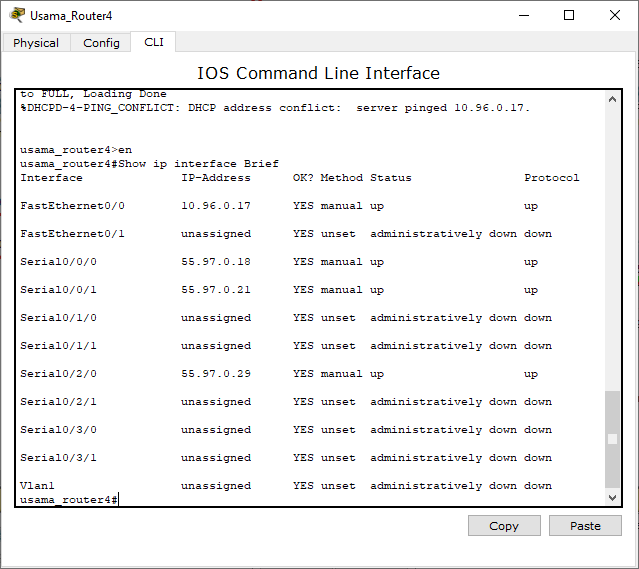 Usama_Router4
Physical Config CLI
IOS Command Line Interface
to FULL, Loading Done
%DHCPD-4-PING_CONFLICT: DHCP address conflict:  server pinged 10.96.0.17.
usama_router4>en
usama_router4#Show ip interface Brief
Interface              IP-Address      OK? Method Status                Protocol
FastEthernet0/0        10.96.0.17      YES manual up                    up
FastEthernet0/1        unassigned      YES unset  administratively down down
Serial0/0/0            55.97.0.18      YES manual up                    up
Serial0/0/1            55.97.0.21      YES manual up                    up
Serial0/1/0            unassigned      YES unset  administratively down down
Serial0/1/1            unassigned      YES unset  administratively down down
Serial0/2/0            55.97.0.29      YES manual up                    up
Serial0/2/1            unassigned      YES unset  administratively down down
Serial0/3/0            unassigned      YES unset  administratively down down
Serial0/3/1            unassigned      YES unset  administratively down down
Vlan1                  unassigned      YES unset  administratively down down
usama_router4#
Copy Paste